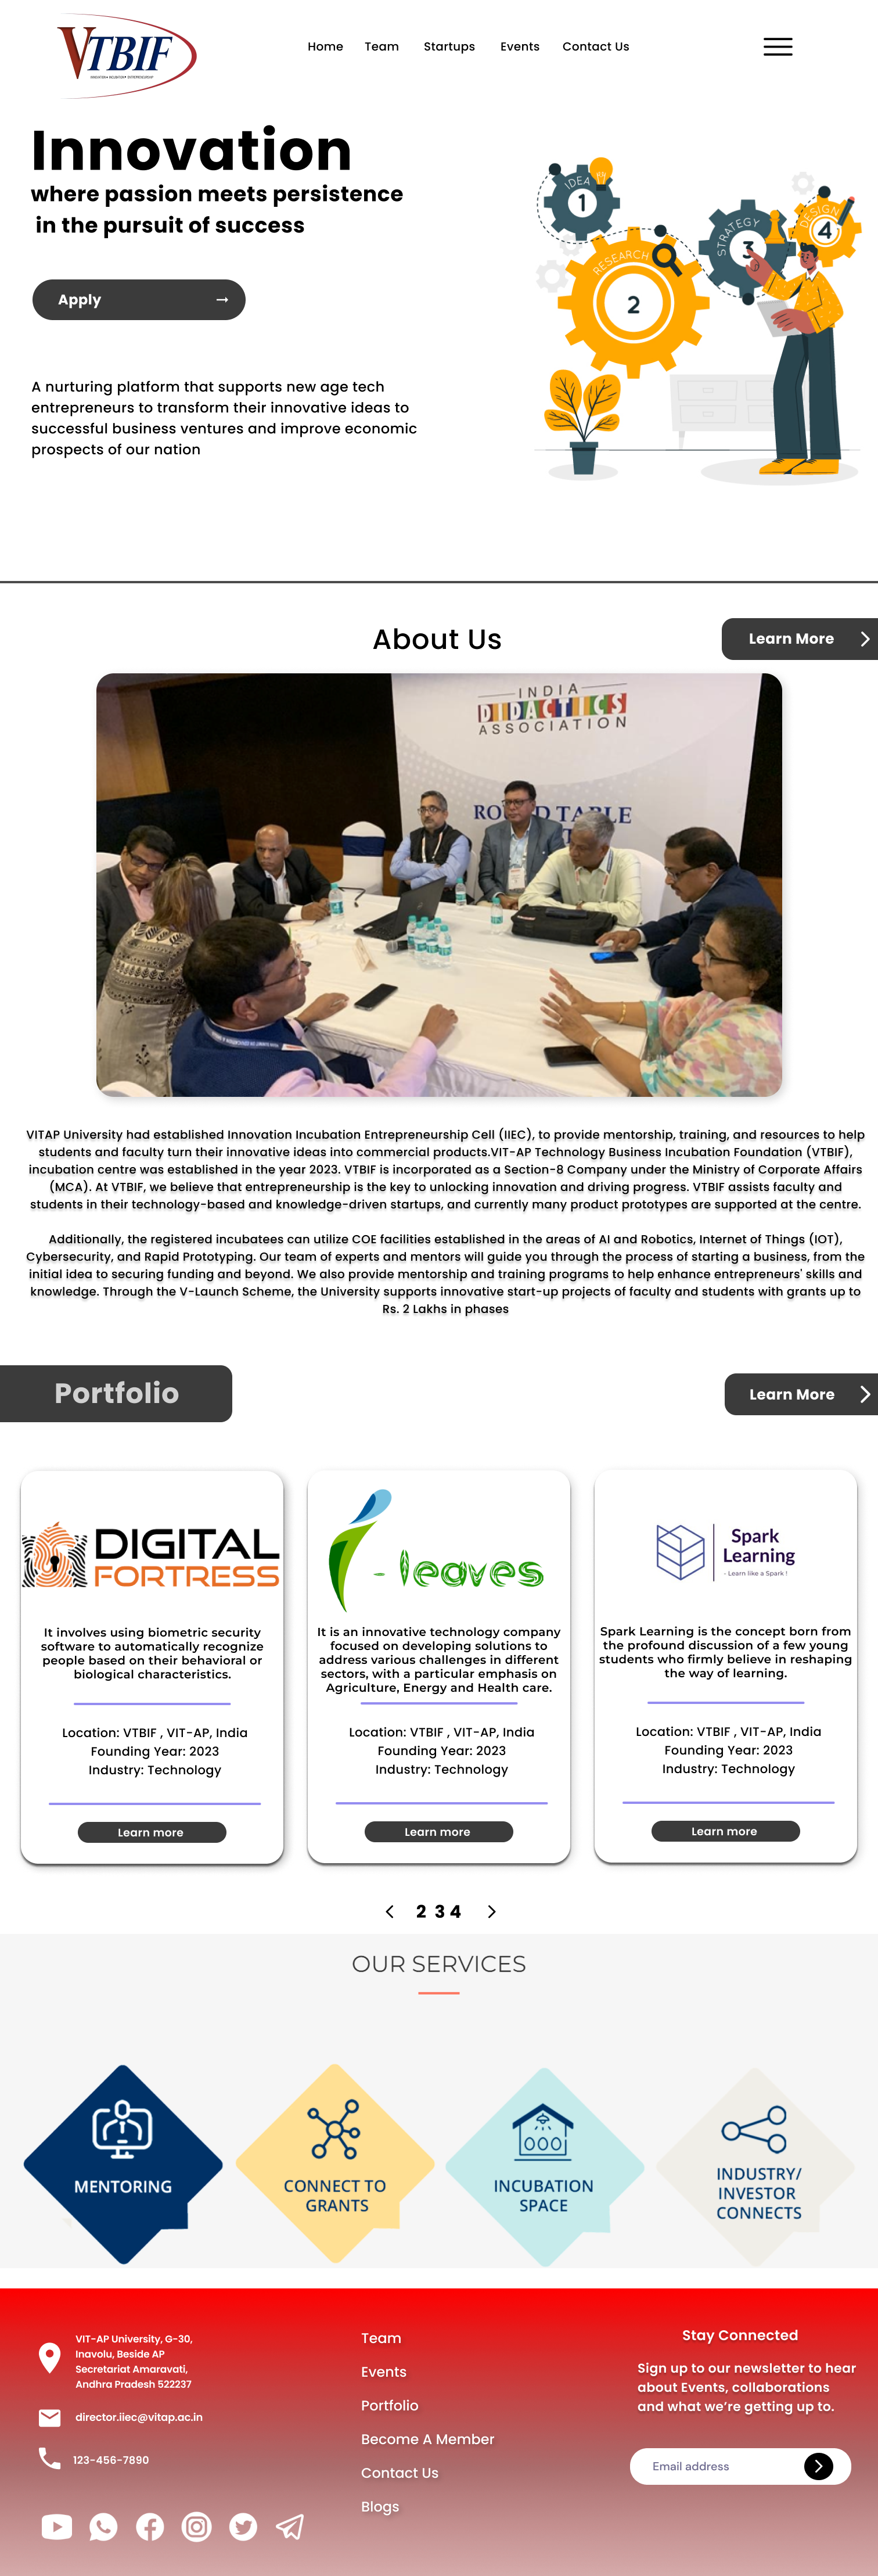 VTBIF
Home Team Startups Events Contact Us
Innovation
where passion meets persistence
in the pursuit of success
Apply
A nurturing platform that supports new age tech
entrepreneurs to transform their innovative ideas to
successful business ventures and improve economic
prospects of our nation
IDEA
1
RESEARCH
2
STRATEGY
3
DESIGN
4
About Us
Learn More
INDIA
DIDACTICS
ASSOCIATION
ROUND TABLE
VITAP University had established Innovation Incubation Entrepreneurship Cell (IIEC), to provide mentorship, training, and resources to help
students and faculty turn their innovative ideas into commercial products.VIT-AP Technology Business Incubation Foundation (VTBIF),
incubation centre was established in the year 2023. VTBIF is incorporated as a Section-8 Company under the Ministry of Corporate Affairs
(MCA). At VTBIF, we believe that entrepreneurship is the key to unlocking innovation and driving progress. VTBIF assists faculty and
students in their technology-based and knowledge-driven startups, and currently many product prototypes are supported at the centre.
Additionally, the registered incubatees can utilize COE facilities established in the areas of AI and Robotics, Internet of Things (IOT),
Cybersecurity, and Rapid Prototyping. Our team of experts and mentors will guide you through the process of starting a business, from the
initial idea to securing funding and beyond. We also provide mentorship and training programs to help enhance entrepreneurs' skills and
knowledge. Through the V-Launch Scheme, the University supports innovative start-up projects of faculty and students with grants up to
Rs. 2 Lakhs in phases
Portfolio
Learn More
DIGITAL
FORTRESS
It involves using biometric security
software to automatically recognize
people based on their behavioral or
biological characteristics.
Location: VTBIF , VIT-AP, India
Founding Year: 2023
Industry: Technology
Learn more
i-leaves
It is an innovative technology company
focused on developing solutions to
address various challenges in different
sectors, with a particular emphasis on
Agriculture, Energy and Health care.
Location: VTBIF , VIT-AP, India
Founding Year: 2023
Industry: Technology
Learn more
Spark
Learning
- Learn like a Spark !
Spark Learning is the concept born from
the profound discussion of a few young
students who firmly believe in reshaping
the way of learning.
Location: VTBIF , VIT-AP, India
Founding Year: 2023
Industry: Technology
Learn more
2 3 4
OUR SERVICES
MENTORING
CONNECT TO
GRANTS
INCUBATION
SPACE
INDUSTRY/
INVESTOR
CONNECTS
VIT-AP University, G-30,
Inavolu, Beside AP
Secretariat Amaravati,
Andhra Pradesh 522237
director.iiec@vitap.ac.in
123-456-7890
Team
Events
Portfolio
Become A Member
Contact Us
Blogs
Stay Connected
Sign up to our newsletter to hear
about Events, collaborations
and what we're getting up to.
Email address